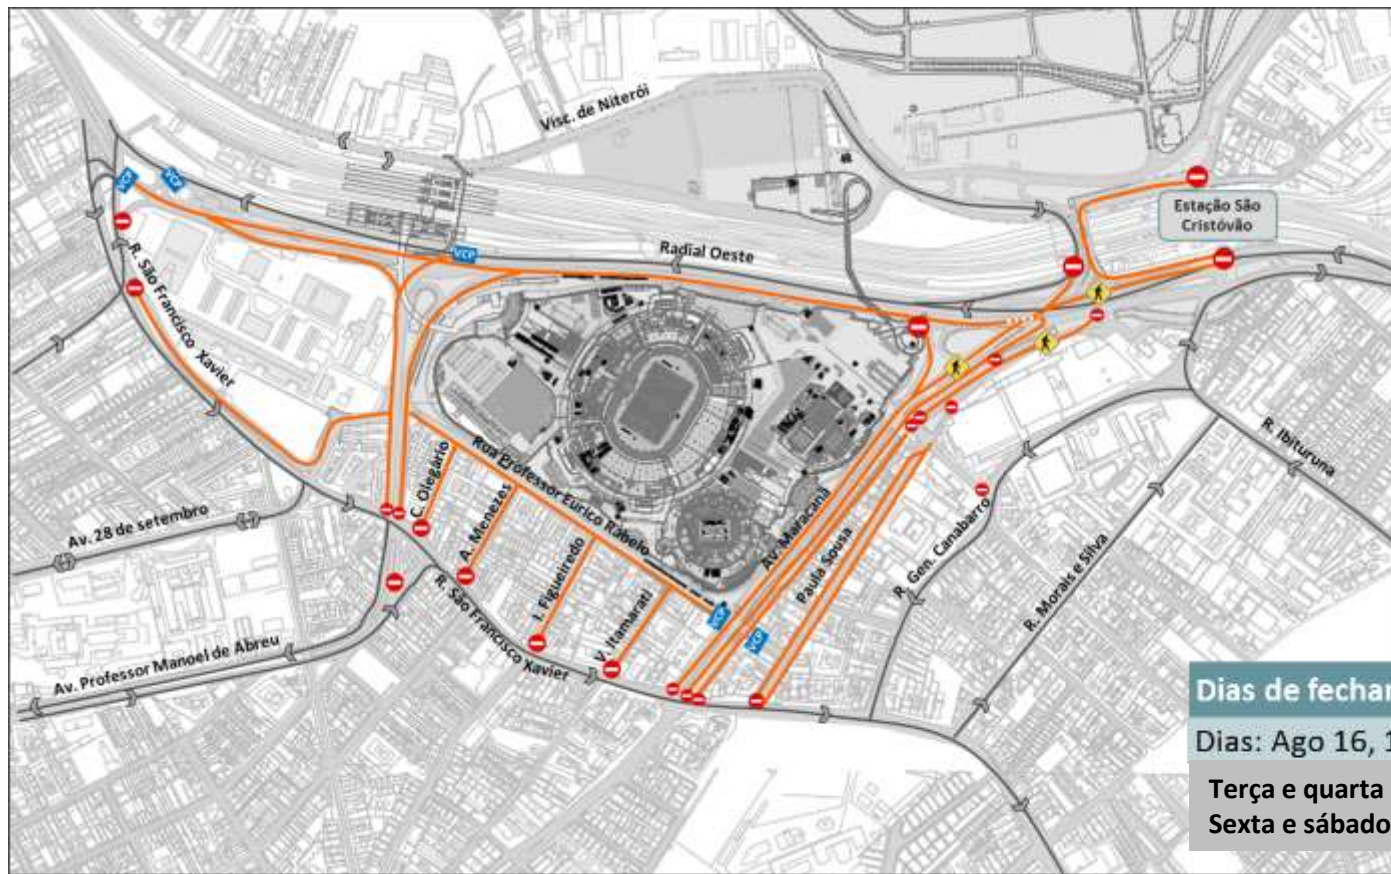 Visc. de Niterói
VCP
VCP
Estação São
Cristóvão
VCP
Radial Oeste
R. São Francisco Xavier
R. Ibituruna
C. Olegário
Rua Professor Eurico Rabelo
A. Menezes
Av. Maracanã
Av. 28 de setembro
Paula Sousa
R. Gen. Canabarro
I. Figueiredo
R. Morais e Silva
V. Itamarati
VCP
VCP
R. São Francisco Xavier
Av. Professor Manoel de Abreu
Dias de fechar
Dias: Ago 16, 1
Terça e quarta
Sexta e sábado